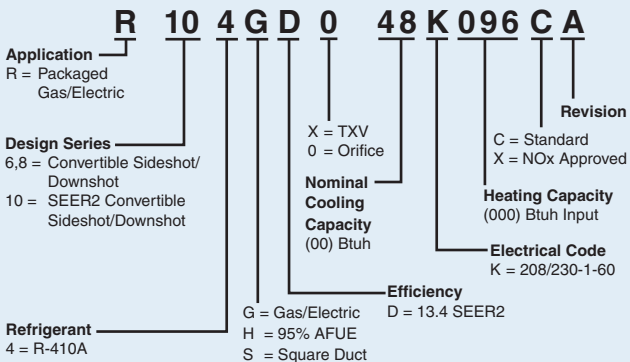 R 10 4 G D 0 48 K 096 C A
Application
R = Packaged
Gas/Electric
Design Series
6,8 = Convertible Sideshot/
Downshot
10 = SEER2 Convertible
Sideshot/Downshot
Refrigerant
4 = R-410A
G = Gas/Electric
H = 95% AFUE
S = Square Duct
Efficiency
D = 13.4 SEER2
X = TXV
0 = Orifice
Nominal
Cooling
Capacity
(00) Btuh
Electrical Code
K = 208/230-1-60
Heating Capacity
(000) Btuh Input
C = Standard
X = NOx Approved
Revision